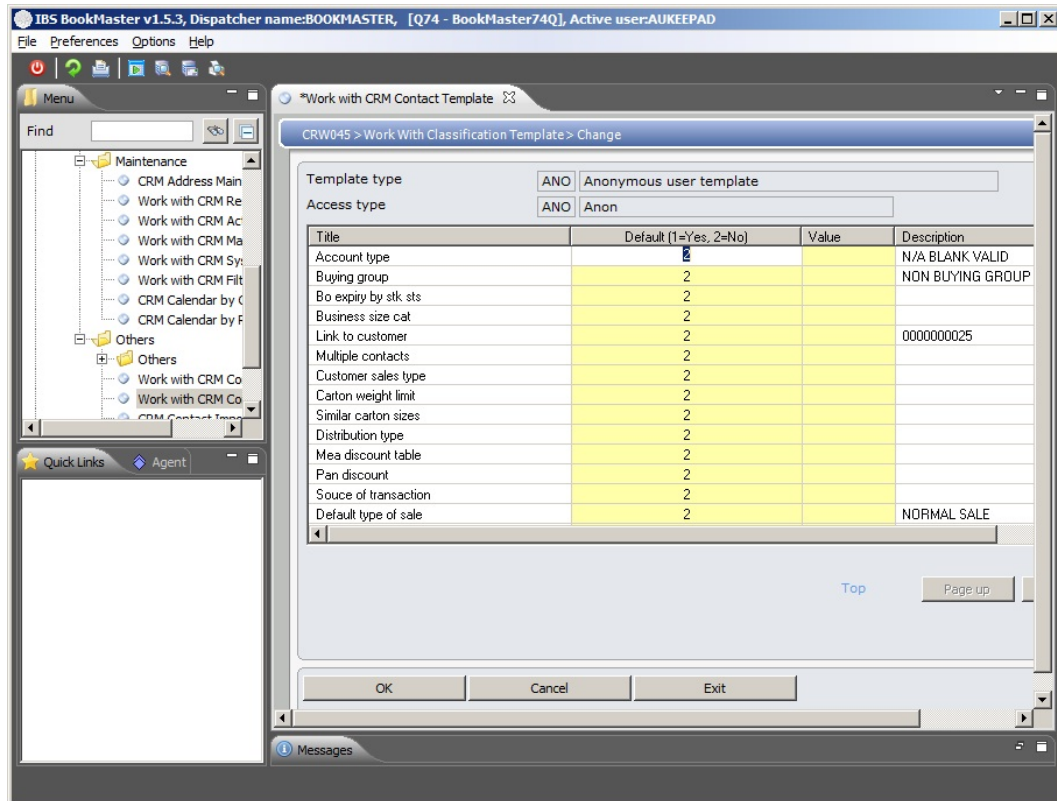 IBS BookMaster v1.5.3, Dispatcher name:BOOKMASTER, [Q74 - BookMaster74Q], Active user:AUKEEPAD
File Preferences Options Help
Menu
Find
Maintenance
CRM Address Main
Work with CRM Re
Work with CRM Ac
Work with CRM Ma
Work with CRM Sy
Work with CRM Filt
CRM Calendar by
CRM Calendar by
Others
Others
Work with CRM Co
Work with CRM Co
CRM Contact Impo
Quick Links Agent
*Work with CRM Contact Template
CRW045 > Work With Classification Template > Change
Template type ANO Anonymous user template
Access type ANO Anon
Title Default (1=Yes, 2=No) Value Description
Account type 2 N/A BLANK VALID
Buying group 2 NON BUYING GROUP
Bo expiry by stk sts 2
Business size cat 2
Link to customer 2 0000000025
Multiple contacts 2
Customer sales type 2
Carton weight limit 2
Similar carton sizes 2
Distribution type 2
Mea discount table 2
Pan discount 2
Souce of transaction 2
Default type of sale 2 NORMAL SALE
Top Page up
OK Cancel Exit
Messages